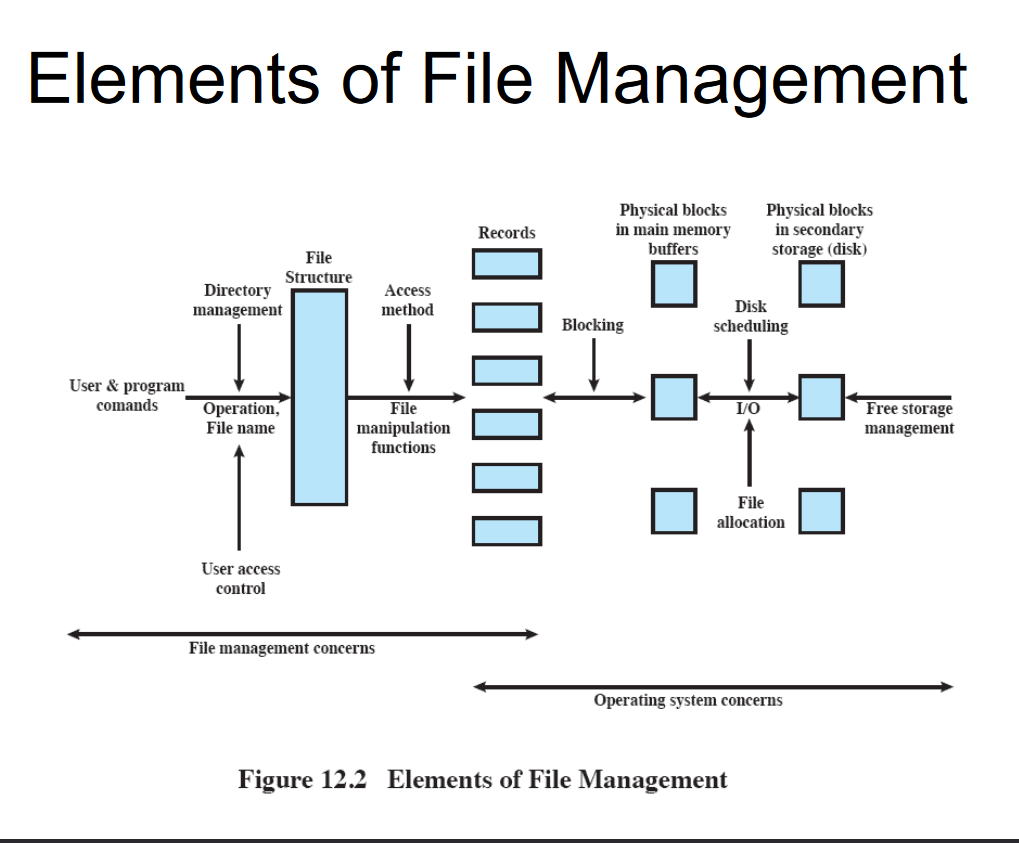 Elements of File Management
Physical blocks
in main memory
buffers
Physical blocks
in secondary
storage (disk)
Records
File
Structure
Directory
management
Access
method
Blocking
Disk
scheduling
User & program
comands
Operation,
File name
File
manipulation
functions
I/O
Free storage
management
File
allocation
User access
control
File management concerns
Operating system concerns
Figure 12.2 Elements of File Management